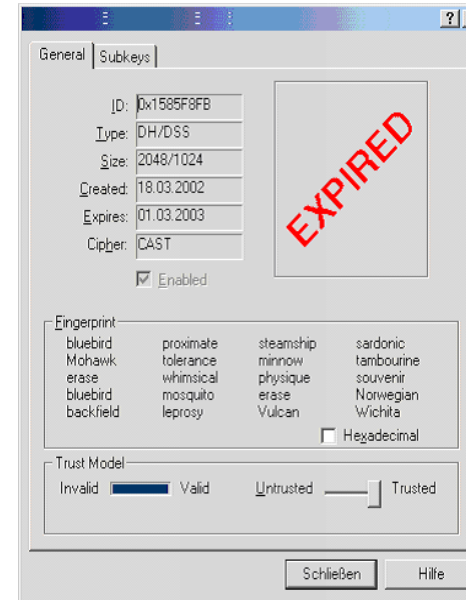 ?
General Subkeys
ID: 0x1585F8FB
Type: DH/DSS
Size: 2048/1024
Created: 18.03.2002
Expires: 01.03.2003
Cipher: CAST
Enabled
EXPIRED
Fingerprint
bluebird proximate steamship sardonic
Mohawk tolerance minnow tambourine
erase whimsical physique souvenir
bluebird mosquito erase Norwegian
backfield leprosy Vulcan Wichita
Hexadecimal
Trust Model
Invalid Valid Untrusted Trusted
Schließen Hilfe